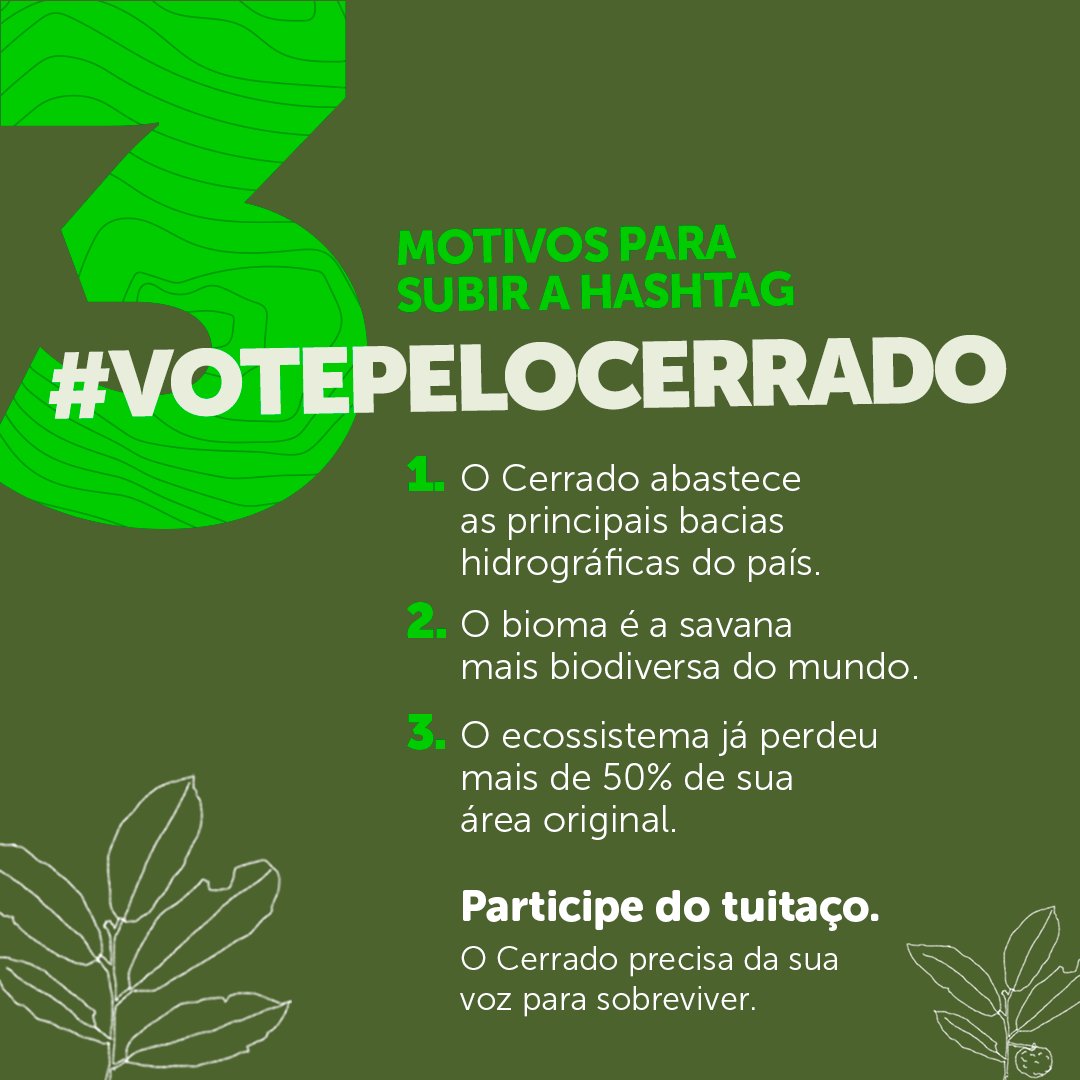 3
MOTIVOS PARA
SUBIR A HASHTAG
#VOTEPELOCERRADO
1. O Cerrado abastece
as principais bacias
hidrográficas do país.
2. O bioma é a savana
mais biodiversa do mundo.
3. O ecossistema já perdeu
mais de 50% de sua
área original.
Participe do tuitaço.
O Cerrado precisa da sua
voz para sobreviver.